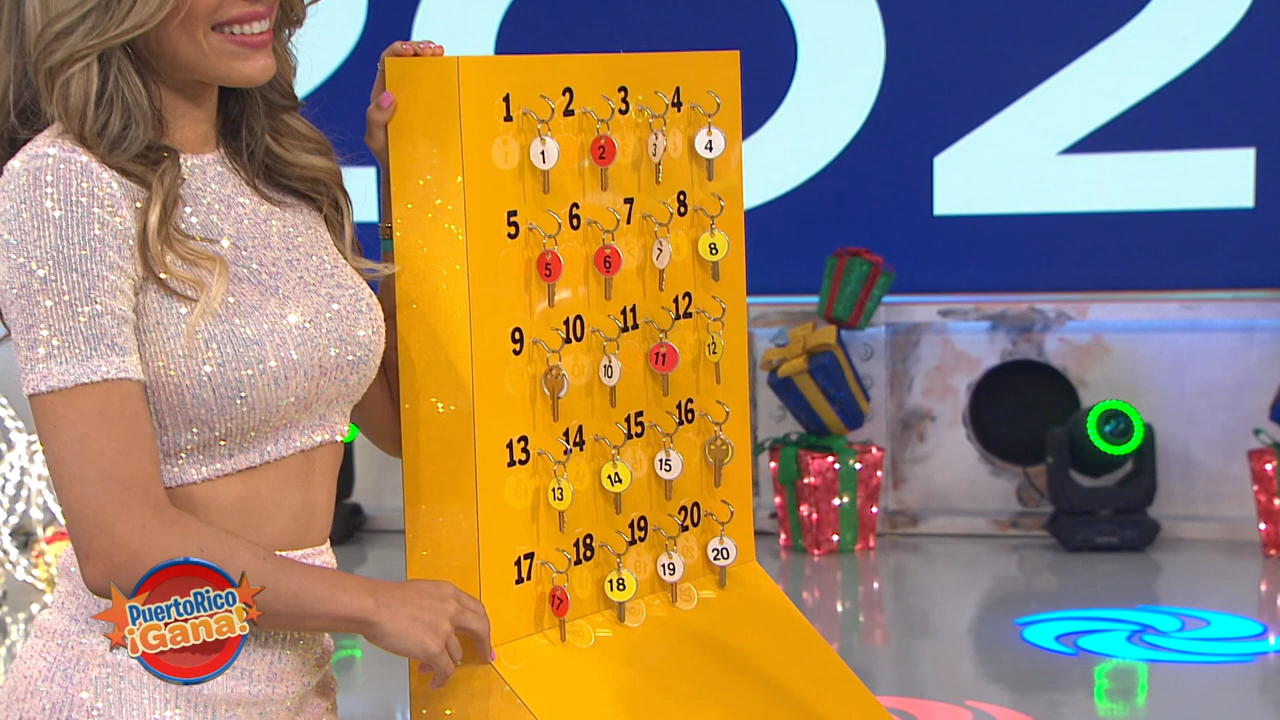 202
1 2 3 4
1 2 3 4
5 6 7 8
5 6 7 8
9 10 11 12
10 11 12
13 14 15 16
13 14 15
17 18 19 20
17 18 19 20
PuertoRico
¡Gana!